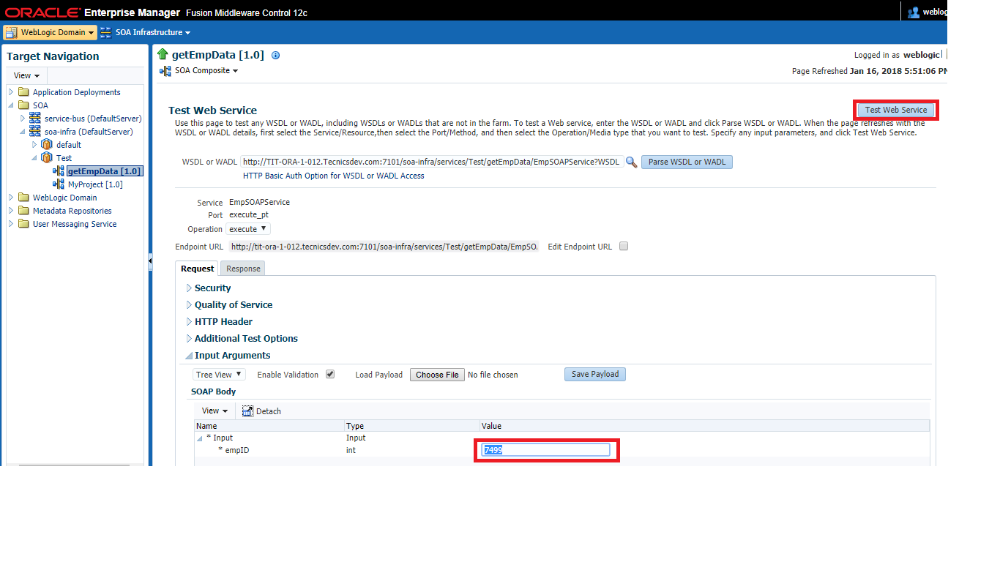 ORACLE Enterprise Manager Fusion Middleware Control 12c
weblog
WebLogic Domain SOA Infrastructure
Target Navigation
View
Application Deployments
SOA
service-bus (DefaultServer)
soa-infra (DefaultServer)
default
Test
getEmpData [1.0]
MyProject [1.0]
WebLogic Domain
Metadata Repositories
User Messaging Service
getEmpData [1.0]
Logged in as weblogic
SOA Composite
Page Refreshed Jan 16, 2018 5:51:06 PM
Test Web Service
Test Web Service
Use this page to test any WSDL or WADL, including WSDLs or WADLs that are not in the farm. To test a Web service, enter the WSDL or WADL and click Parse WSDL or WADL. When the page refreshes with the
WSDL or WADL details, first select the Service/Resource,then select the Port/Method, and then select the Operation/Media type that you want to test. Specify any input parameters, and click Test Web Service.
WSDL or WADL http://TIT-ORA-1-012.Tecnicsdev.com:7101/soa-infra/services/Test/getEmpData/EmpSOAPService?WSDL Parse WSDL or WADL
HTTP Basic Auth Option for WSDL or WADL Access
Service EmpSOAPService
Port execute_pt
Operation execute
Endpoint URL http://tit-ora-1-012.tecnicsdev.com:7101/soa-infra/services/Test/getEmpData/EmpSO. Edit Endpoint URL
Request Response
Security
Quality of Service
HTTP Header
Additional Test Options
Input Arguments
Tree View Enable Validation Load Payload Choose File No file chosen Save Payload
SOAP Body
View Detach
Name Type Value
* Input Input
* empID int 7499